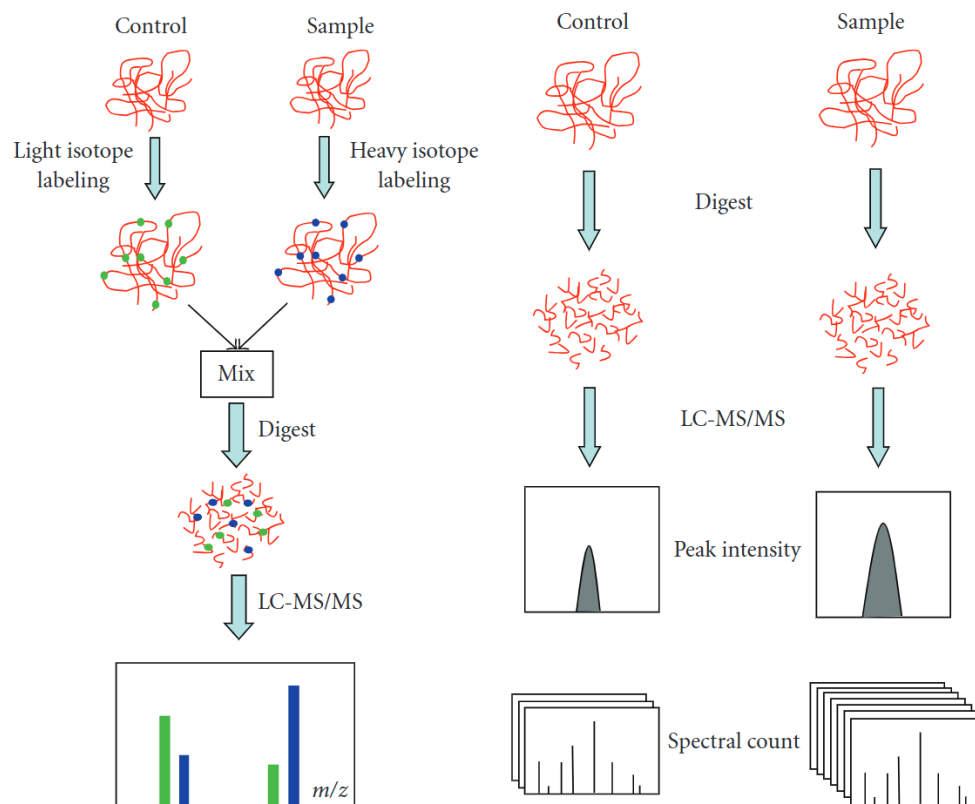 Control
Sample
Light isotope
labeling
Heavy isotope
labeling
Mix
Digest
LC-MS/MS
m/z
Control
Sample
Digest
LC-MS/MS
Peak intensity
Spectral count